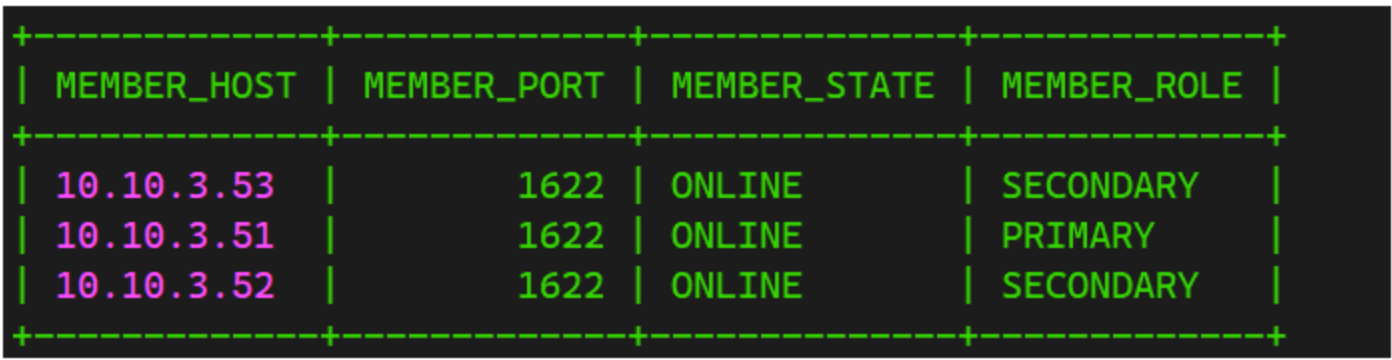 +-------------+-------------+--------------+-------------+
| MEMBER_HOST | MEMBER_PORT | MEMBER_STATE | MEMBER_ROLE |
+-------------+-------------+--------------+-------------+
| 10.10.3.53  |        1622 | ONLINE       | SECONDARY   |
| 10.10.3.51  |        1622 | ONLINE       | PRIMARY     |
| 10.10.3.52  |        1622 | ONLINE       | SECONDARY   |
+-------------+-------------+--------------+-------------+